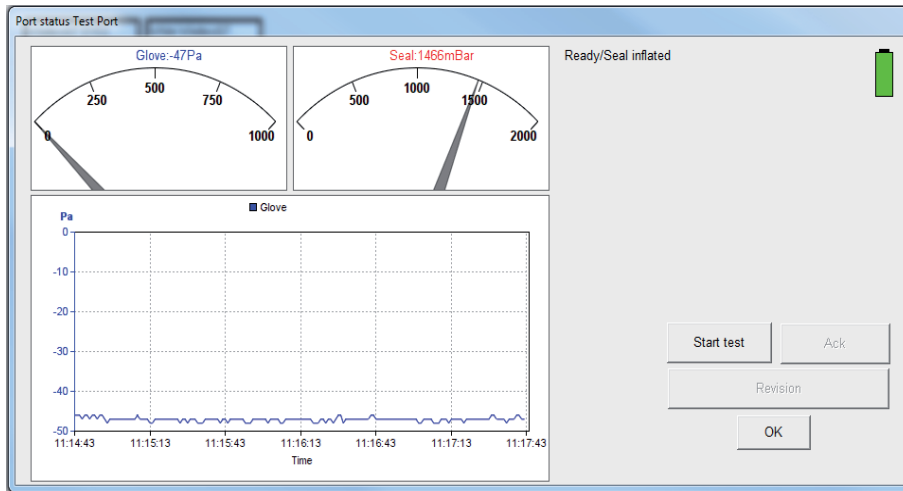 Port status Test Port
Glove:-47Pa
0
250
500
750
1000
Seal:1466mBar
0
500
1000
1500
2000
Ready/Seal inflated
Glove
Pa
0
-10
-20
-30
-40
-50
11:14:43 11:15:13 11:15:43 11:16:13 11:16:43 11:17:13 11:17:43
Time
Start test
Ack
Revision
OK